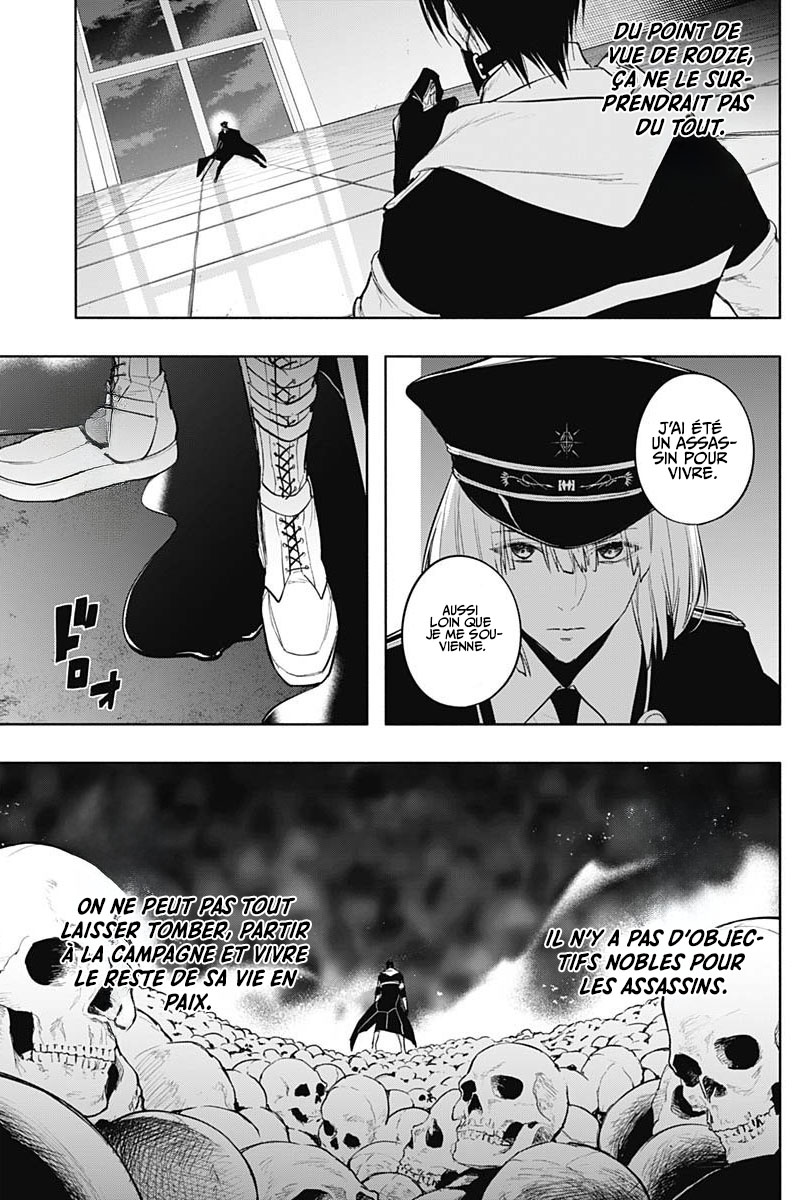 DU POINT DE
VUE DE RODZE,
ÇA NE LE SUR-
PRENDRAIT PAS
DU TOUT.
J'AI ÉTÉ
UN ASSAS-
SIN POUR
VIVRE.
AUSSI
LOIN QUE
JE ME SOU-
VIENNE.
ドロォ
IL N'Y A PAS D'OBJEC-
TIFS NOBLES POUR
LES ASSASSINS.
ON NE PEUT PAS TOUT
LAISSER TOMBER, PARTIR
À LA CAMPAGNE ET VIVRE
LE RESTE DE SA VIE EN
PAIX.